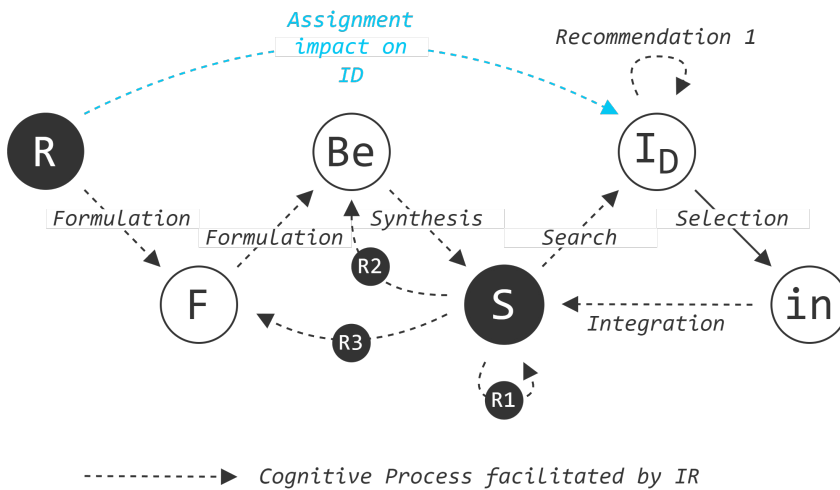 Assignment
impact on
ID
Recommendation 1
R
Be
I_D
Formulation
Formulation
Synthesis
Search
Selection
R2
F
S
in
R3
Integration
R1
Cognitive Process facilitated by IR